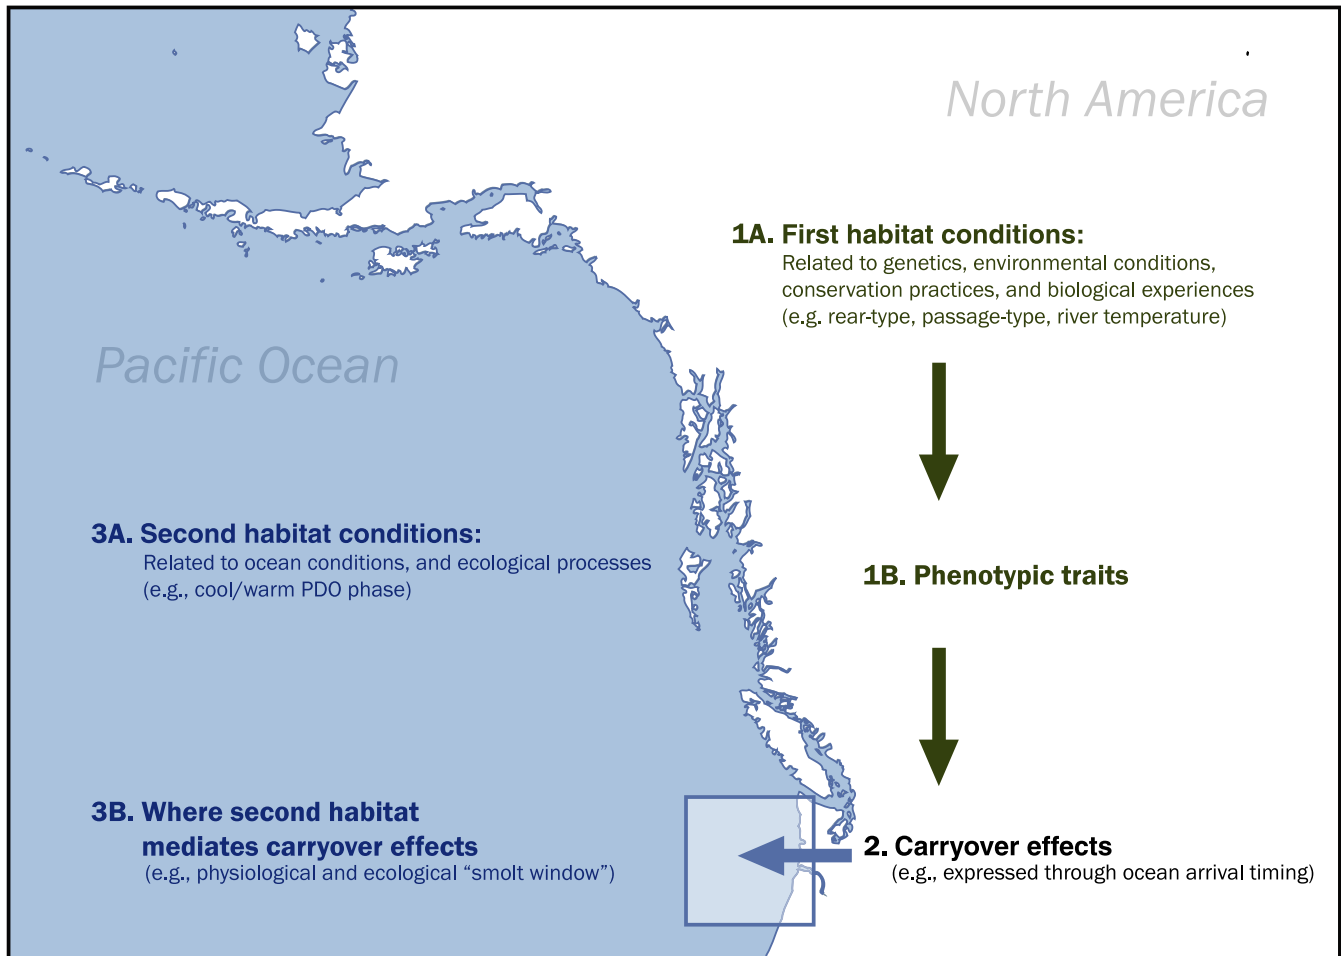 North America
Pacific Ocean
1A. First habitat conditions:
Related to genetics, environmental conditions,
conservation practices, and biological experiences
(e.g. rear-type, passage-type, river temperature)
1B. Phenotypic traits
2. Carryover effects
(e.g., expressed through ocean arrival timing)
3A. Second habitat conditions:
Related to ocean conditions, and ecological processes
(e.g., cool/warm PDO phase)
3B. Where second habitat
mediates carryover effects
(e.g., physiological and ecological “smolt window”)